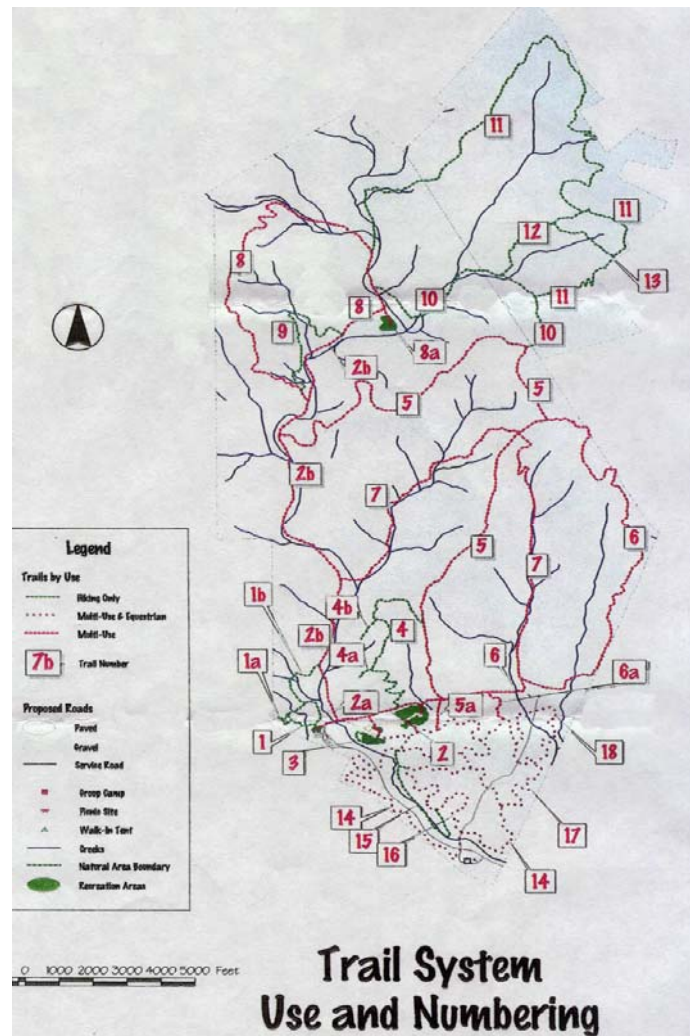 11
11
12
8
13
8
10
11
9
10
8a
2b
5
5
2b
7
5
6
7
1b
4b
4
2b
4a
6
1a
6a
2a
5a
1
2
18
3
14
17
15
16
14
Legend
Trails by Use
Hiking Only
Multi-Use & Equestrian
Multi-Use
7b Trail Number
Proposed Roads
Paved
Gravel
Service Road
Group Camp
Picnic Site
Walk-In Tent
Creeks
Natural Area Boundary
Recreation Areas
0 1000 2000 3000 4000 5000 Feet
Trail System
Use and Numbering